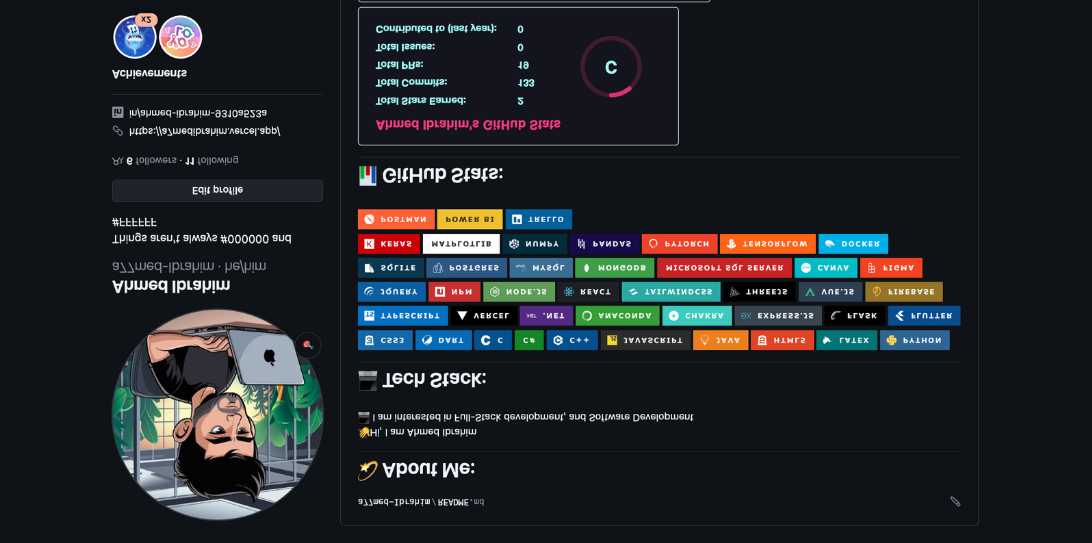 Ahmed Ibrahim
a77med-Ibrahim · he/him
Things aren't always #000000 and
#FFFFFF
Edit profile
6 followers · 11 following
https://a7medibrahim.vercel.app/
in/ahmed-ibrahim-9310a523a
Achievements
x2
a77med-Ibrahim / README.md
About Me:
Hi, I am Ahmed Ibrahim
I am interested in Full-Stack development, and Software Development
Tech Stack:
CSS3 DART C C# C++ JAVASCRIPT JAVA HTML5 LATEX PYTHON
TYPESCRIPT VERCEL .NET ANACONDA CHAKRA EXPRESS.JS FLASK FLUTTER
JQUERY NPM NODE.JS REACT TAILWINDCSS THREEJS VUE.JS FIREBASE
SQLITE POSTGRES MYSQL MONGODB MICROSOFT SQL SERVER CANVA FIGMA
KERAS MATPLOTLIB NUMPY PANDAS PYTORCH TENSORFLOW DOCKER
POSTMAN POWER BI TRELLO
GitHub Stats:
Ahmed Ibrahim's GitHub Stats
Total Stars Earned: 2
Total Commits: 133
Total PRs: 19
Total Issues: 0
Contributed to (last year): 0
C